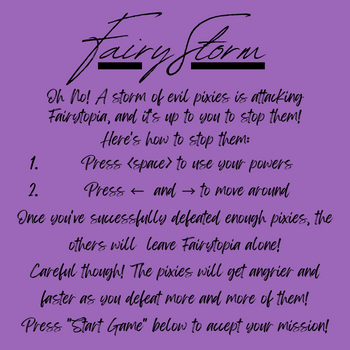 Fairy Storm
Oh No! A storm of evil pixies is attacking
Fairytopia, and it's up to you to stop them!
Here's how to stop them:
1. Press <space> to use your powers
2. Press ← and → to move around
Once you've successfully defeated enough pixies, the
others will leave Fairytopia alone!
Careful though! The pixies will get angrier and
faster as you defeat more and more of them!
Press "Start Game" below to accept your mission!